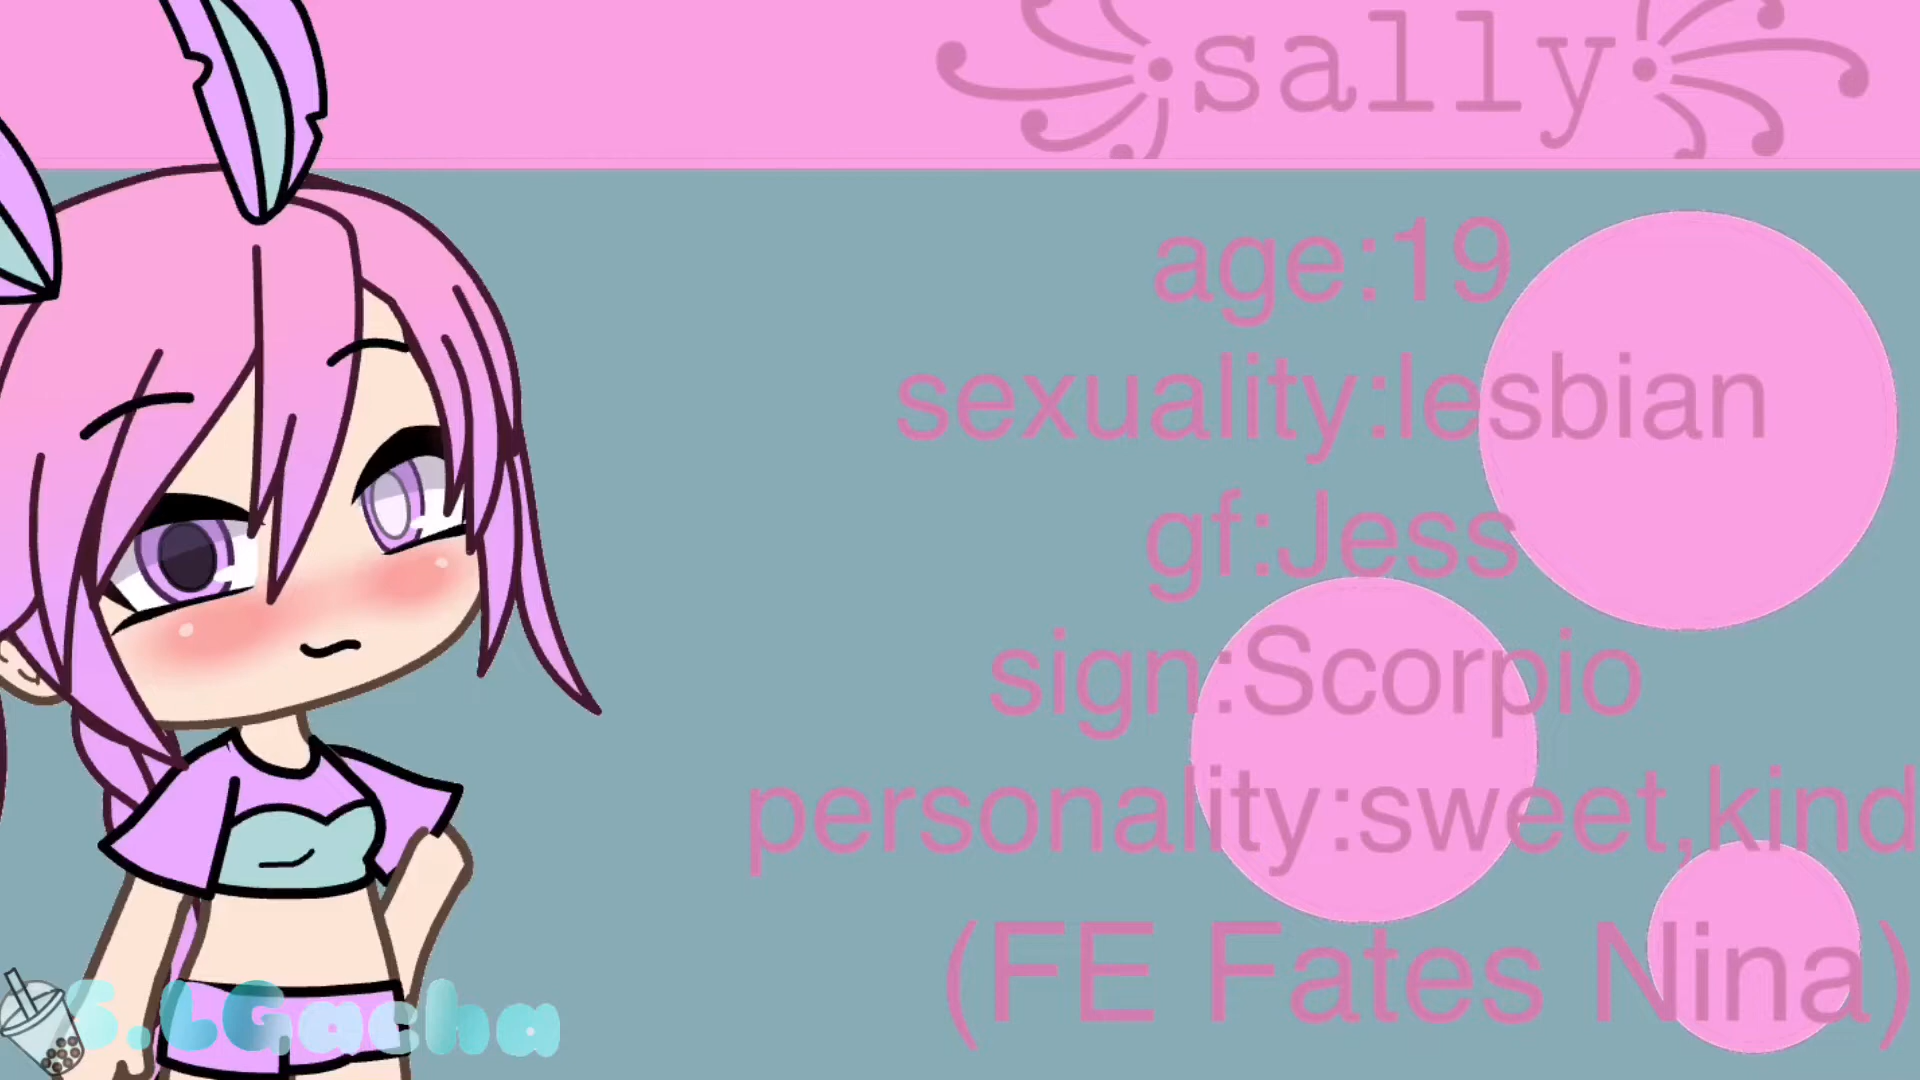 sally
age:19
sexuality:lesbian
gf:Jess
sign:Scorpio
personality:sweet,kind
(FE Fates Nina)
S.LGacha